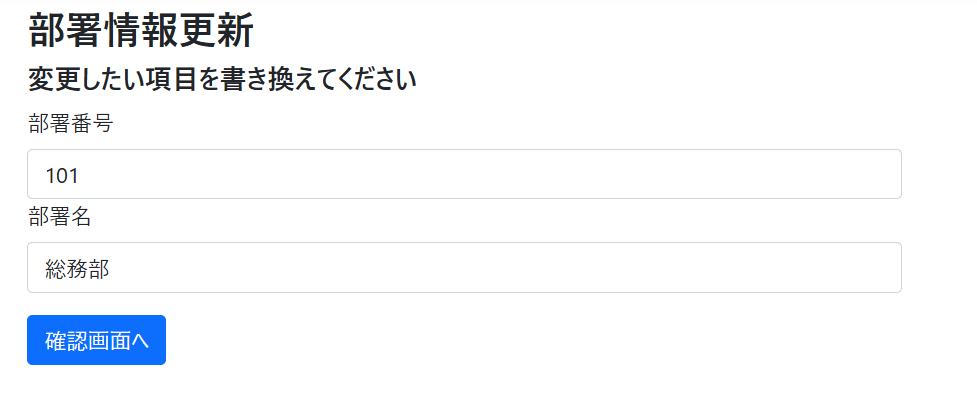 部署情報更新
変更したい項目を書き換えてください
部署番号
101
部署名
総務部
確認画面へ